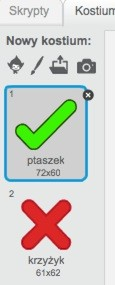 Skrypty
Kostium
Nowy kostium:
1
ptaszek
72x60
2
krzyżyk
61x62